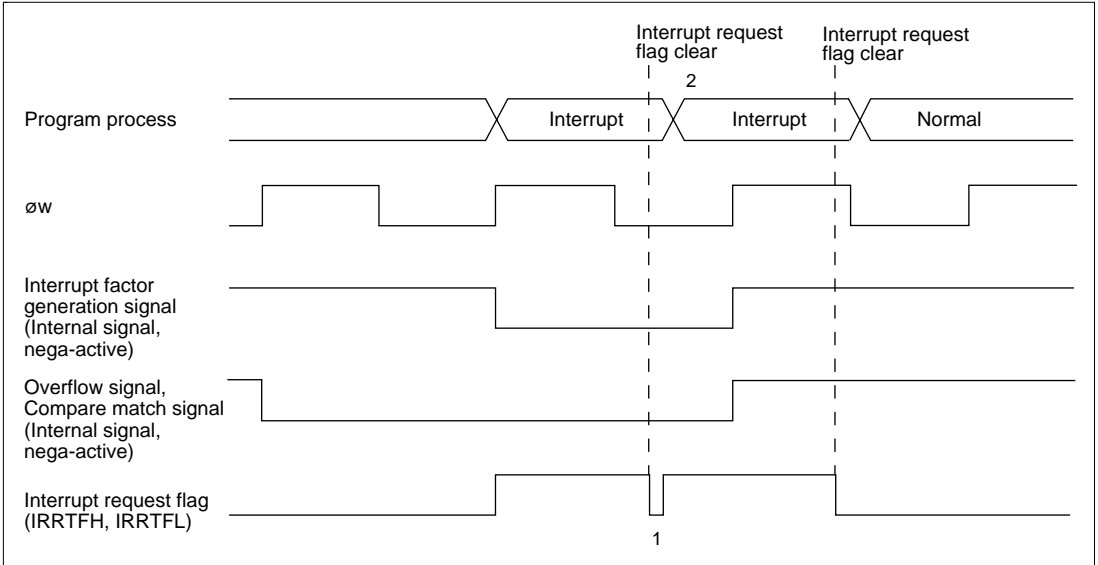 Interrupt request
flag clear
Interrupt request
flag clear
2
Program process
Interrupt
Interrupt
Normal
øw
Interrupt factor
generation signal
(Internal signal,
nega-active)
Overflow signal,
Compare match signal
(Internal signal,
nega-active)
Interrupt request flag
(IRRTFH, IRRTFL)
1